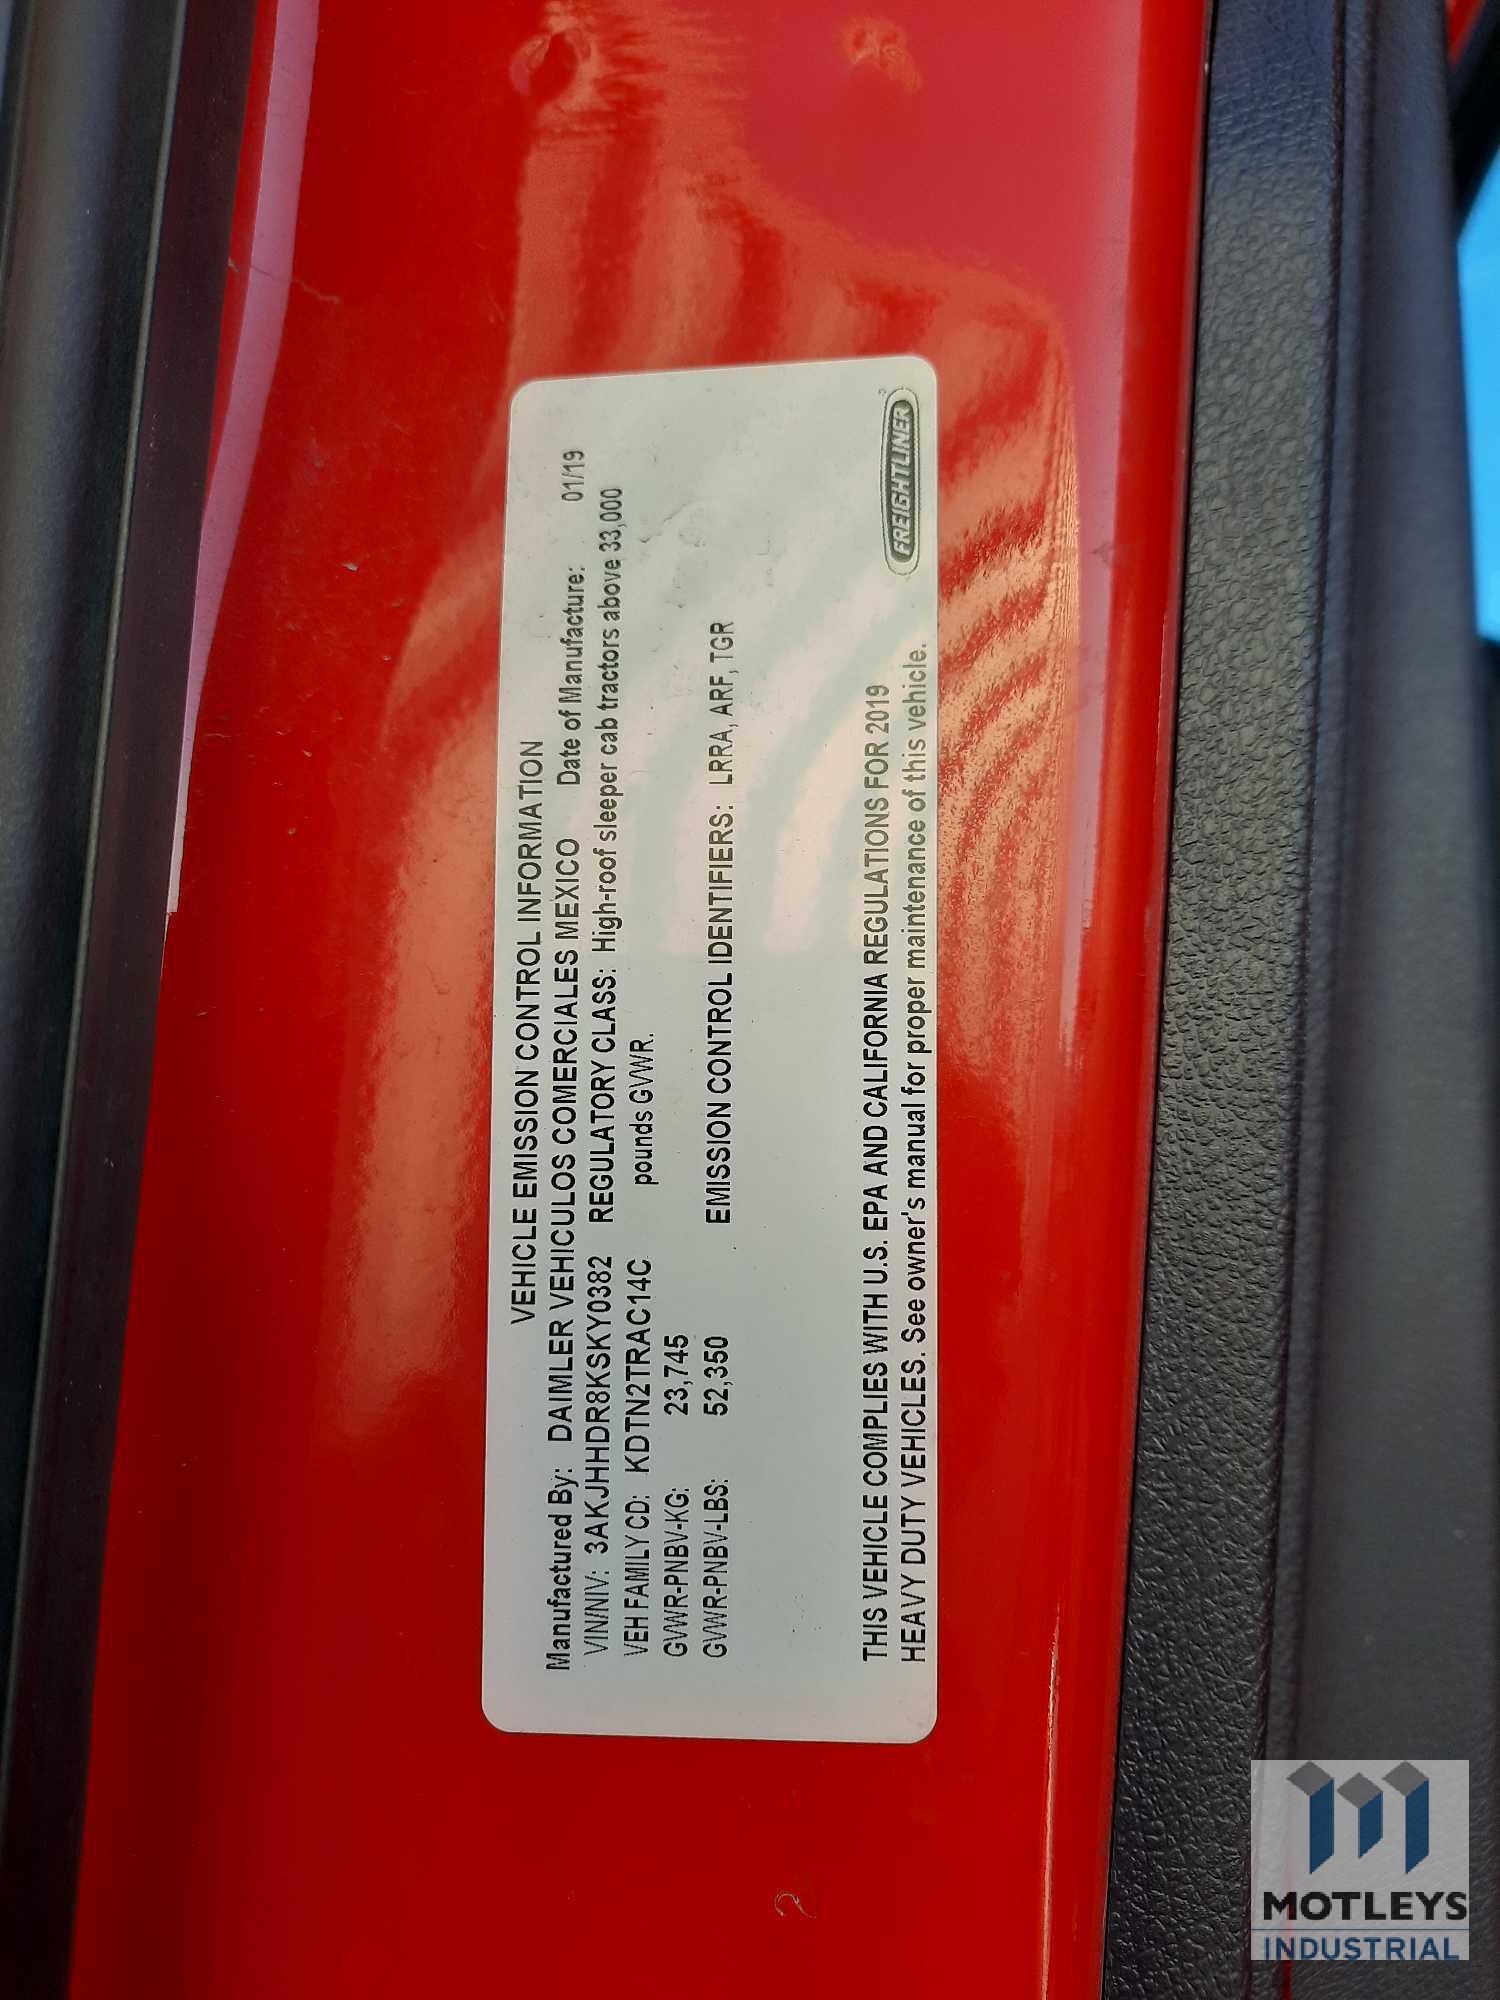 VEHICLE EMISSION CONTROL INFORMATION
Manufactured By: DAIMLER VEHICULOS COMERCIALES MEXICO Date of Manufacture: 01/19
VIN/NIV: 3AKJHHDR8KSKY0382 REGULATORY CLASS: High-roof sleeper cab tractors above 33,000
VEH FAMILY CD: KDTN2TRAC14C pounds GVWR.
GVWR-PNBV-KG: 23,745
GVWR-PNBV-LBS: 52,350 EMISSION CONTROL IDENTIFIERS: LRRA, ARF, TGR
THIS VEHICLE COMPLIES WITH U.S. EPA AND CALIFORNIA REGULATIONS FOR 2019
HEAVY DUTY VEHICLES. See owner's manual for proper maintenance of this vehicle.
FREIGHTLINER
MOTLEYS
INDUSTRIAL